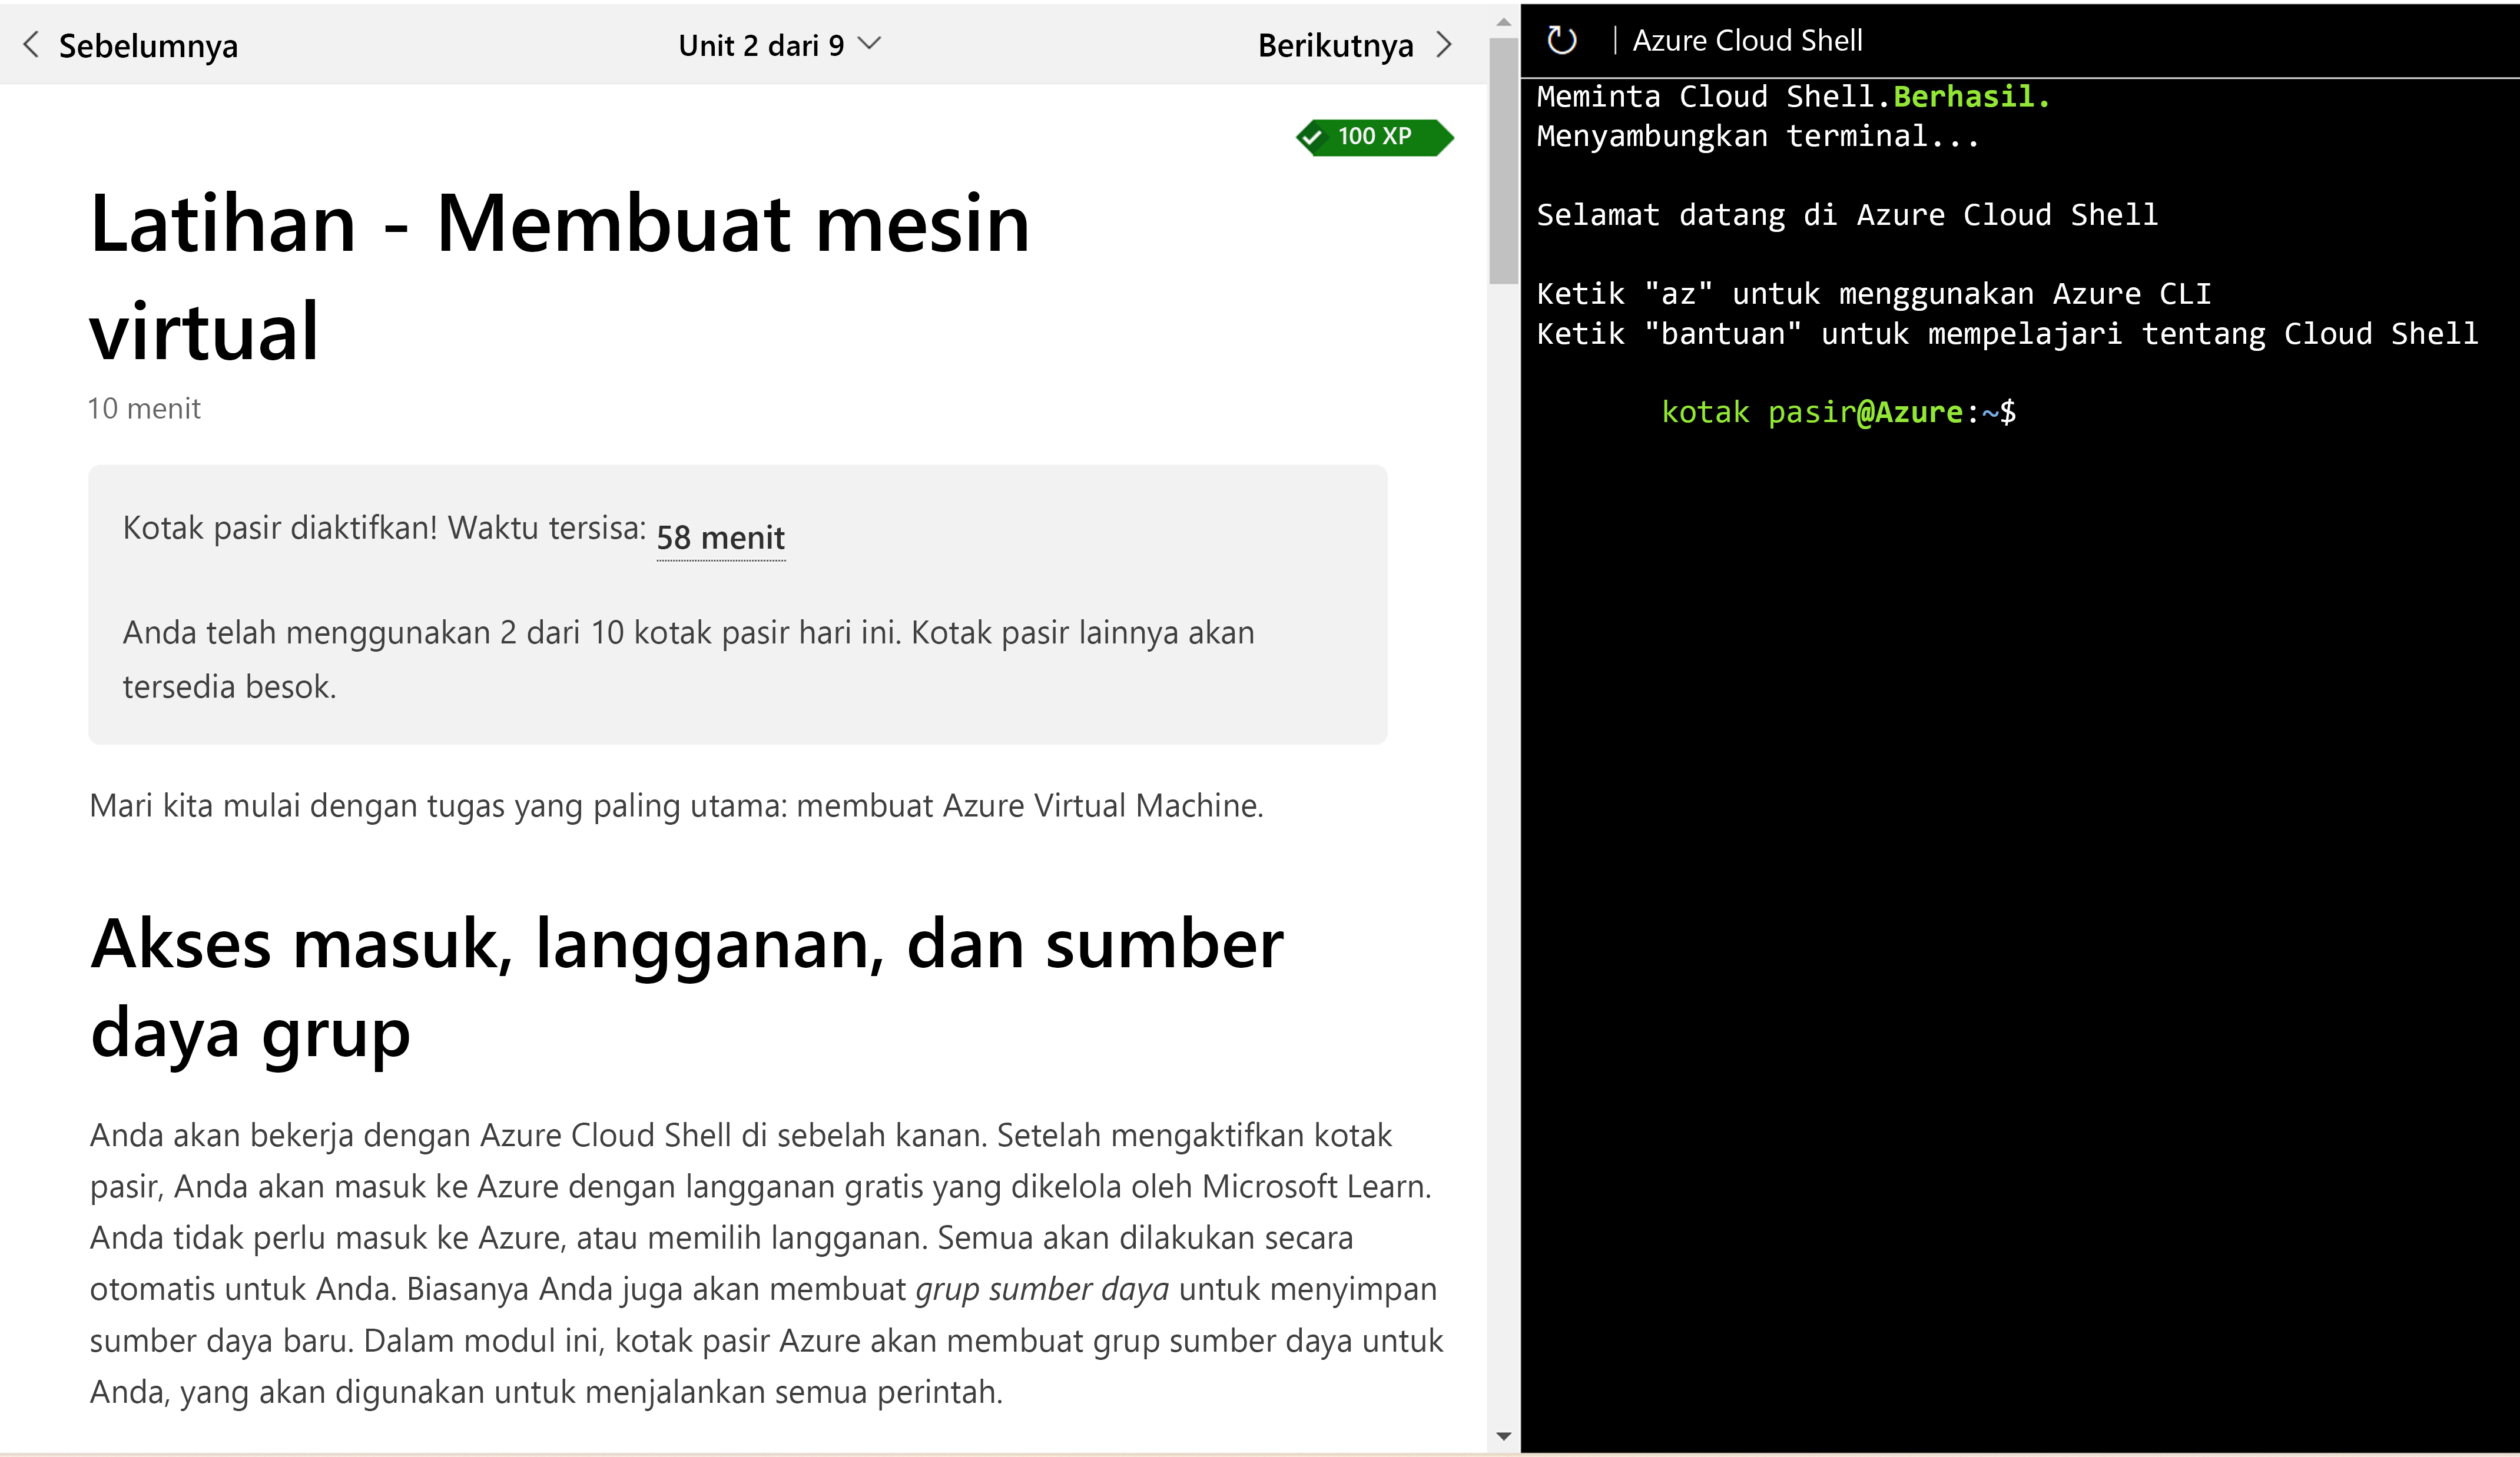 Sebelumnya
Unit 2 dari 9
Berikutnya
100 XP
Latihan - Membuat mesin
virtual
10 menit
Kotak pasir diaktifkan! Waktu tersisa: 58 menit
Anda telah menggunakan 2 dari 10 kotak pasir hari ini. Kotak pasir lainnya akan
tersedia besok.
Mari kita mulai dengan tugas yang paling utama: membuat Azure Virtual Machine.
Akses masuk, langganan, dan sumber
daya grup
Anda akan bekerja dengan Azure Cloud Shell di sebelah kanan. Setelah mengaktifkan kotak
pasir, Anda akan masuk ke Azure dengan langganan gratis yang dikelola oleh Microsoft Learn.
Anda tidak perlu masuk ke Azure, atau memilih langganan. Semua akan dilakukan secara
otomatis untuk Anda. Biasanya Anda juga akan membuat grup sumber daya untuk menyimpan
sumber daya baru. Dalam modul ini, kotak pasir Azure akan membuat grup sumber daya untuk
Anda, yang akan digunakan untuk menjalankan semua perintah.
| Azure Cloud Shell
Meminta Cloud Shell.Berhasil.
Menyambungkan terminal...
Selamat datang di Azure Cloud Shell
Ketik "az" untuk menggunakan Azure CLI
Ketik "bantuan" untuk mempelajari tentang Cloud Shell
kotak pasir@Azure:~$